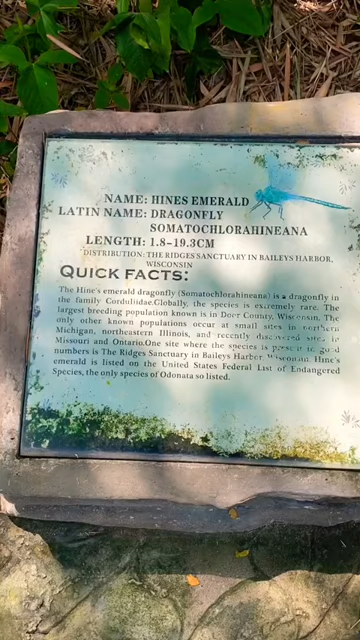 NAME: HINES EMERALD
LATIN NAME: DRAGONFLY
SOMATOCHLORAHINEANA
LENGTH: 1.8-19.3CM
DISTRIBUTION: THE RIDGES SANCTUARY IN BAILEYS HARBOR,
WISCONSIN
QUICK FACTS:
The Hine's emerald dragonfly (Somatochlorahineana) is a dragonfly in
the family Corduliidae.Globally, the species is extremely rare. The
largest breeding population known is in Door County, Wisconsin. The
only other known populations occur at small sites in northern
Michigan, northeastern Illinois, and recently discovered sites in
Missouri and Ontario.One site where the species is present in good
numbers is The Ridges Sanctuary in Baileys Harbor Wisconsin. Hine's
emerald is listed on the United States Federal List of Endangered
Species, the only species of Odonata so listed.